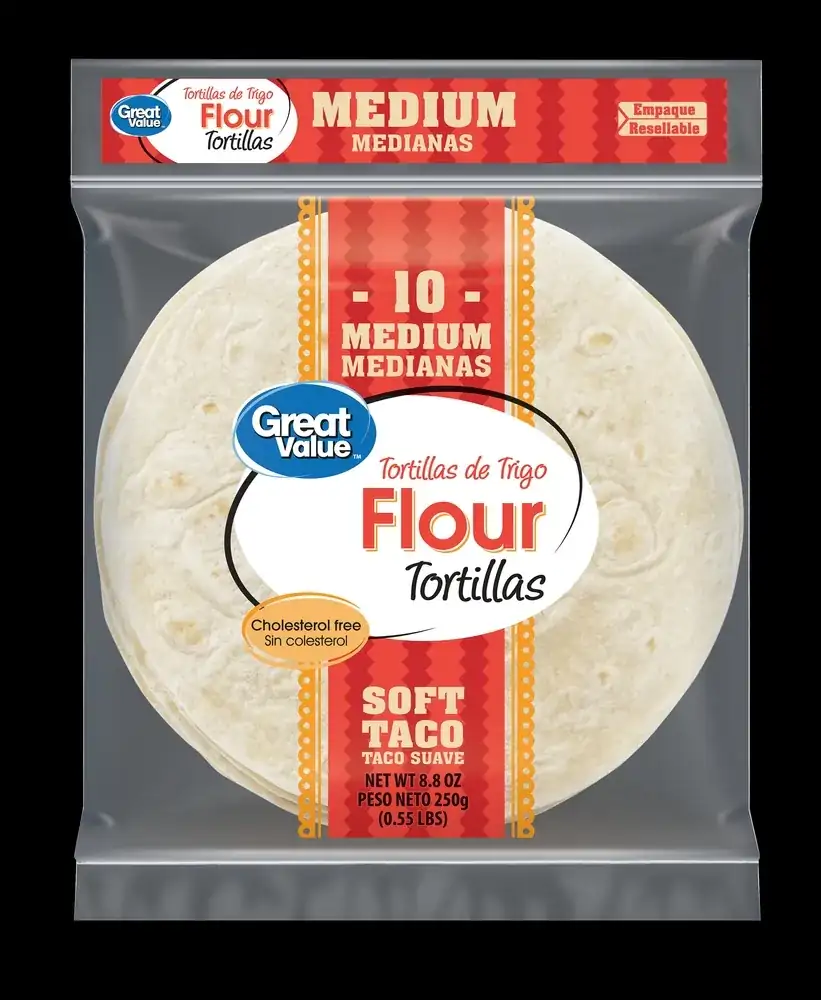 Great
Value™
Tortillas de Trigo
Flour
Tortillas
MEDIUM
MEDIANAS
Empaque
Resellable
- 10 -
MEDIUM
MEDIANAS
Great
Value™
Tortillas de Trigo
Flour
Tortillas
Cholesterol free
Sin colesterol
SOFT
TACO
TACO SUAVE
NET WT 8.8 OZ
PESO NETO 250g
(0.55 LBS)